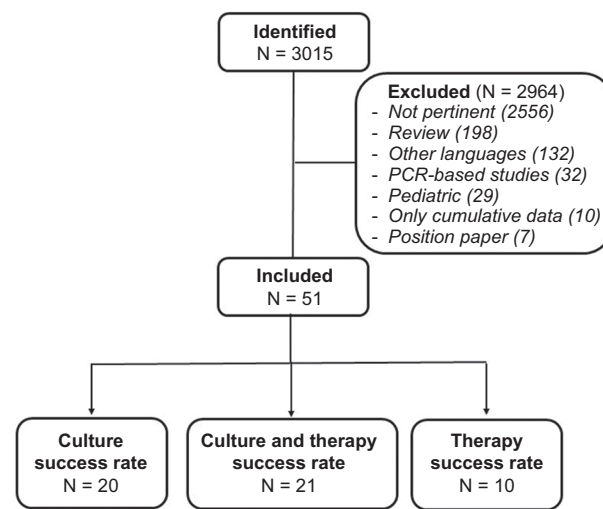 Identified
N = 3015
Excluded (N = 2964)
- Not pertinent (2556)
- Review (198)
- Other languages (132)
- PCR-based studies (32)
- Pediatric (29)
- Only cumulative data (10)
- Position paper (7)
Included
N = 51
Culture
success rate
N = 20
Culture and therapy
success rate
N = 21
Therapy
success rate
N = 10